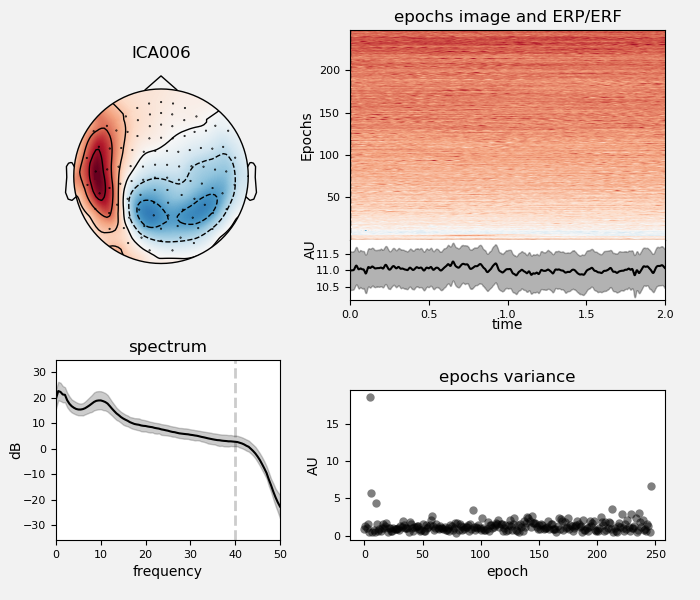 ICA006
epochs image and ERP/ERF
Epochs
200
150
100
50
AU
11.5
11.0
10.5
0.0 0.5 1.0 1.5 2.0
time
spectrum
dB
30
20
10
0
−10
−20
−30
0 10 20 30 40 50
frequency
epochs variance
AU
15
10
5
0
0 50 100 150 200 250
epoch